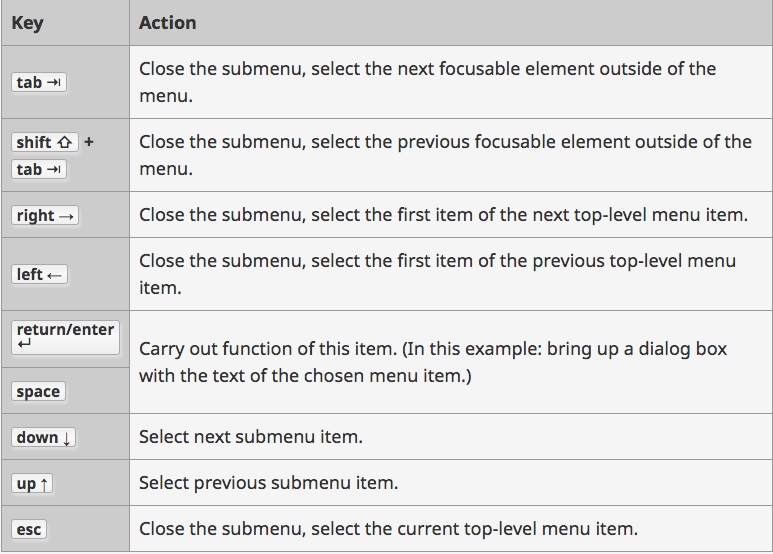 Key Action
tab ⇥ Close the submenu, select the next focusable element outside of the
menu.
shift ⇧ + Close the submenu, select the previous focusable element outside of the
tab ⇥ menu.
right → Close the submenu, select the first item of the next top-level menu item.
left ← Close the submenu, select the first item of the previous top-level menu
item.
return/enter
↵
Carry out function of this item. (In this example: bring up a dialog box
with the text of the chosen menu item.)
space
down ↓ Select next submenu item.
up ↑ Select previous submenu item.
esc Close the submenu, select the current top-level menu item.